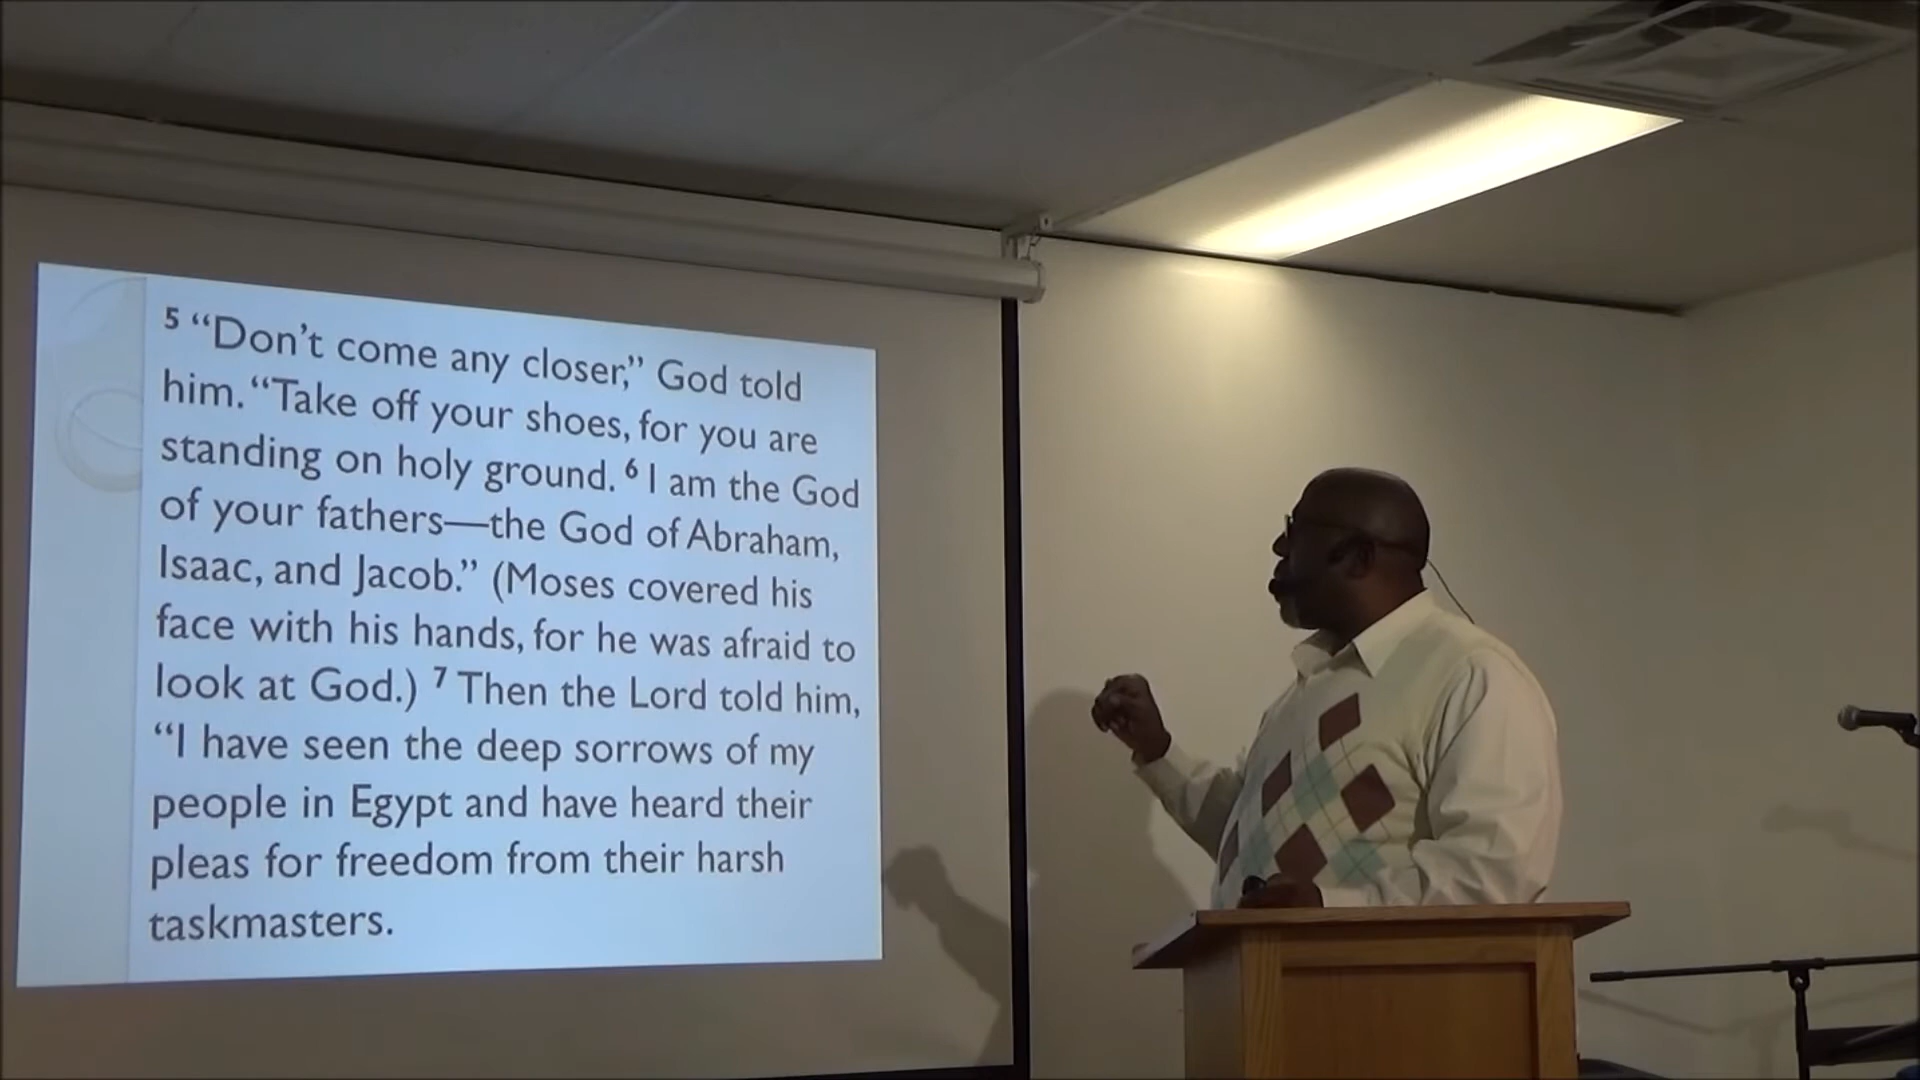 5 “Don’t come any closer,” God told
him. “Take off your shoes, for you are
standing on holy ground. 6 I am the God
of your fathers—the God of Abraham,
Isaac, and Jacob.” (Moses covered his
face with his hands, for he was afraid to
look at God.) 7 Then the Lord told him,
“I have seen the deep sorrows of my
people in Egypt and have heard their
pleas for freedom from their harsh
taskmasters.